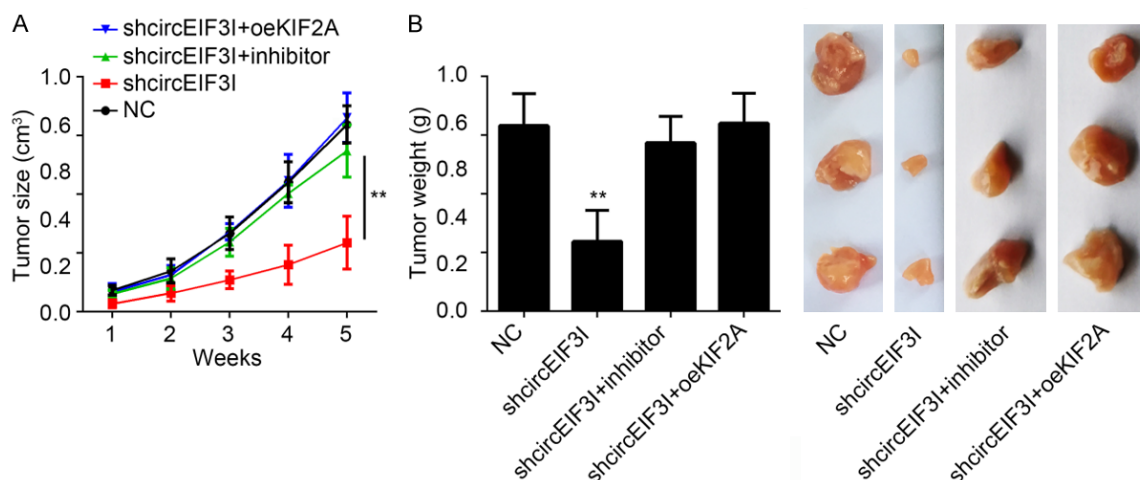 A
shcircEIF3I+oeKIF2A
shcircEIF3I+inhibitor
shcircEIF3I
NC
Tumor size (cm³)
1.0
0.6
0.8
0.4
0.2
0.0
**
1 2 3 4 5
Weeks
B
Tumor weight (g)
1.0
0.6
0.8
0.4
0.2
0.0
**
NC
shcircEIF3I
shcircEIF3I+inhibitor
shcircEIF3I+oeKIF2A
NC
shcircEIF3I
shcircEIF3I+inhibitor
shcircEIF3I+oeKIF2A